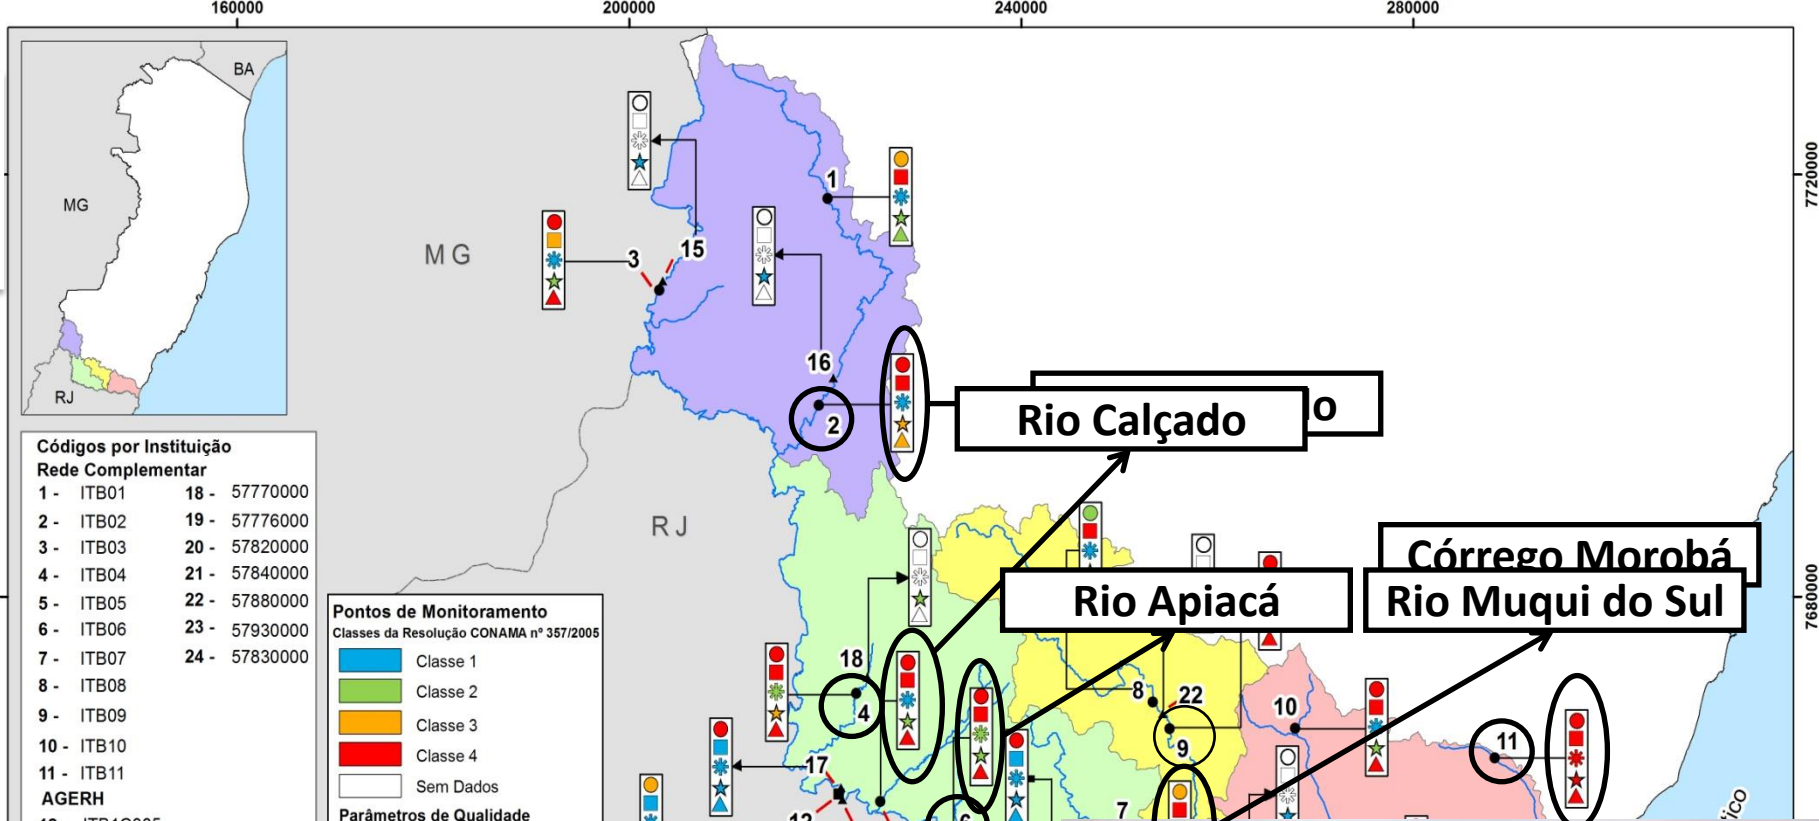 160000
200000
240000
280000
BA
MG
RJ
7720000
7680000
MG
RJ
1
15
3
16
2
Rio Calçado
lo
Córrego Morobá
Rio Apiacá
Rio Muqui do Sul
18
4
8
22
9
10
11
17
7
Códigos por Instituição
Rede Complementar
1 - ITB01
2 - ITB02
3 - ITB03
4 - ITB04
5 - ITB05
6 - ITB06
7 - ITB07
8 - ITB08
9 - ITB09
10 - ITB10
11 - ITB11
AGERH
18 - 57770000
19 - 57776000
20 - 57820000
21 - 57840000
22 - 57880000
23 - 57930000
24 - 57830000
Pontos de Monitoramento
Classes da Resolução CONAMA nº 357/2005
Classe 1
Classe 2
Classe 3
Classe 4
Sem Dados
Parâmetros de Qualidade
fico